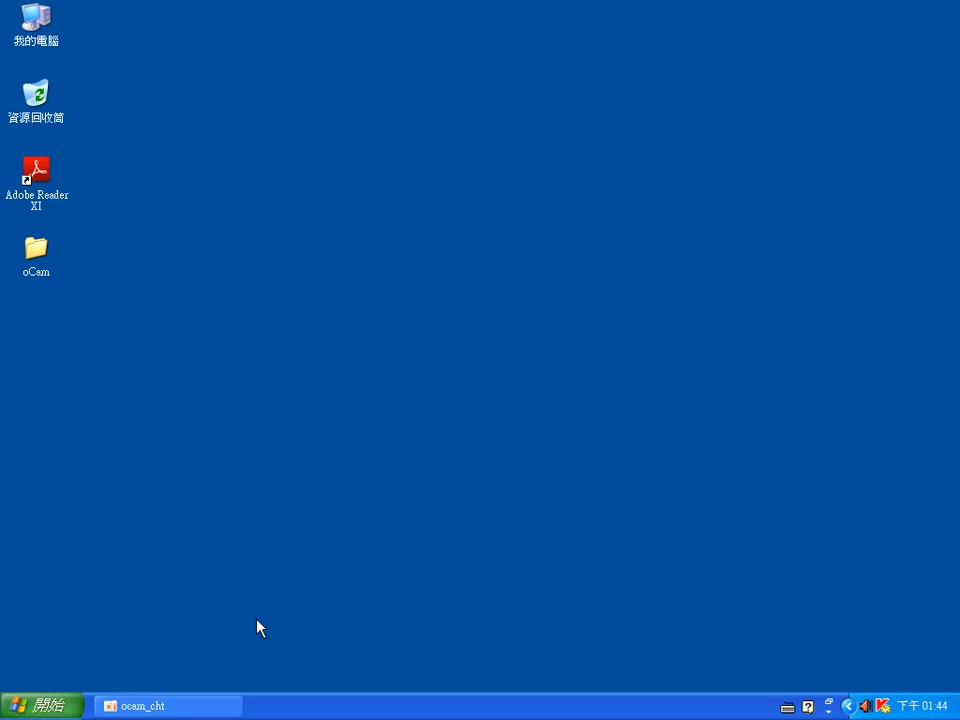 我的電腦
資源回收筒
Adobe Reader
XI
oCam
開始
ocam_cht
下午 01:44